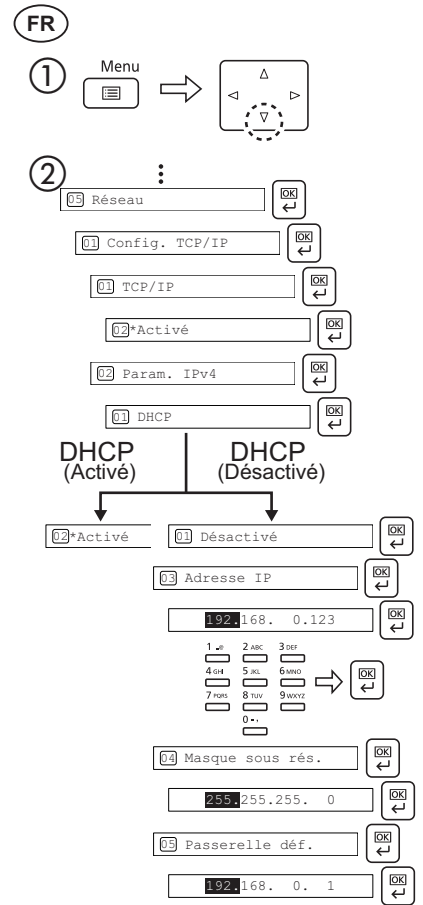 FR
1 Menu
2
05 Réseau OK
01 Config. TCP/IP OK
01 TCP/IP OK
02*Activé OK
02 Param. IPv4 OK
01 DHCP OK
DHCP DHCP
(Activé) (Désactivé)
02*Activé 01 Désactivé OK
03 Adresse IP OK
192.168. 0.123 OK
1 .@ 2 ABC 3 DEF
4 GHI 5 JKL 6 MNO OK
7 PQRS 8 TUV 9 WXYZ
0 -,
04 Masque sous rés. OK
255.255.255. 0 OK
05 Passerelle déf. OK
192.168. 0. 1 OK